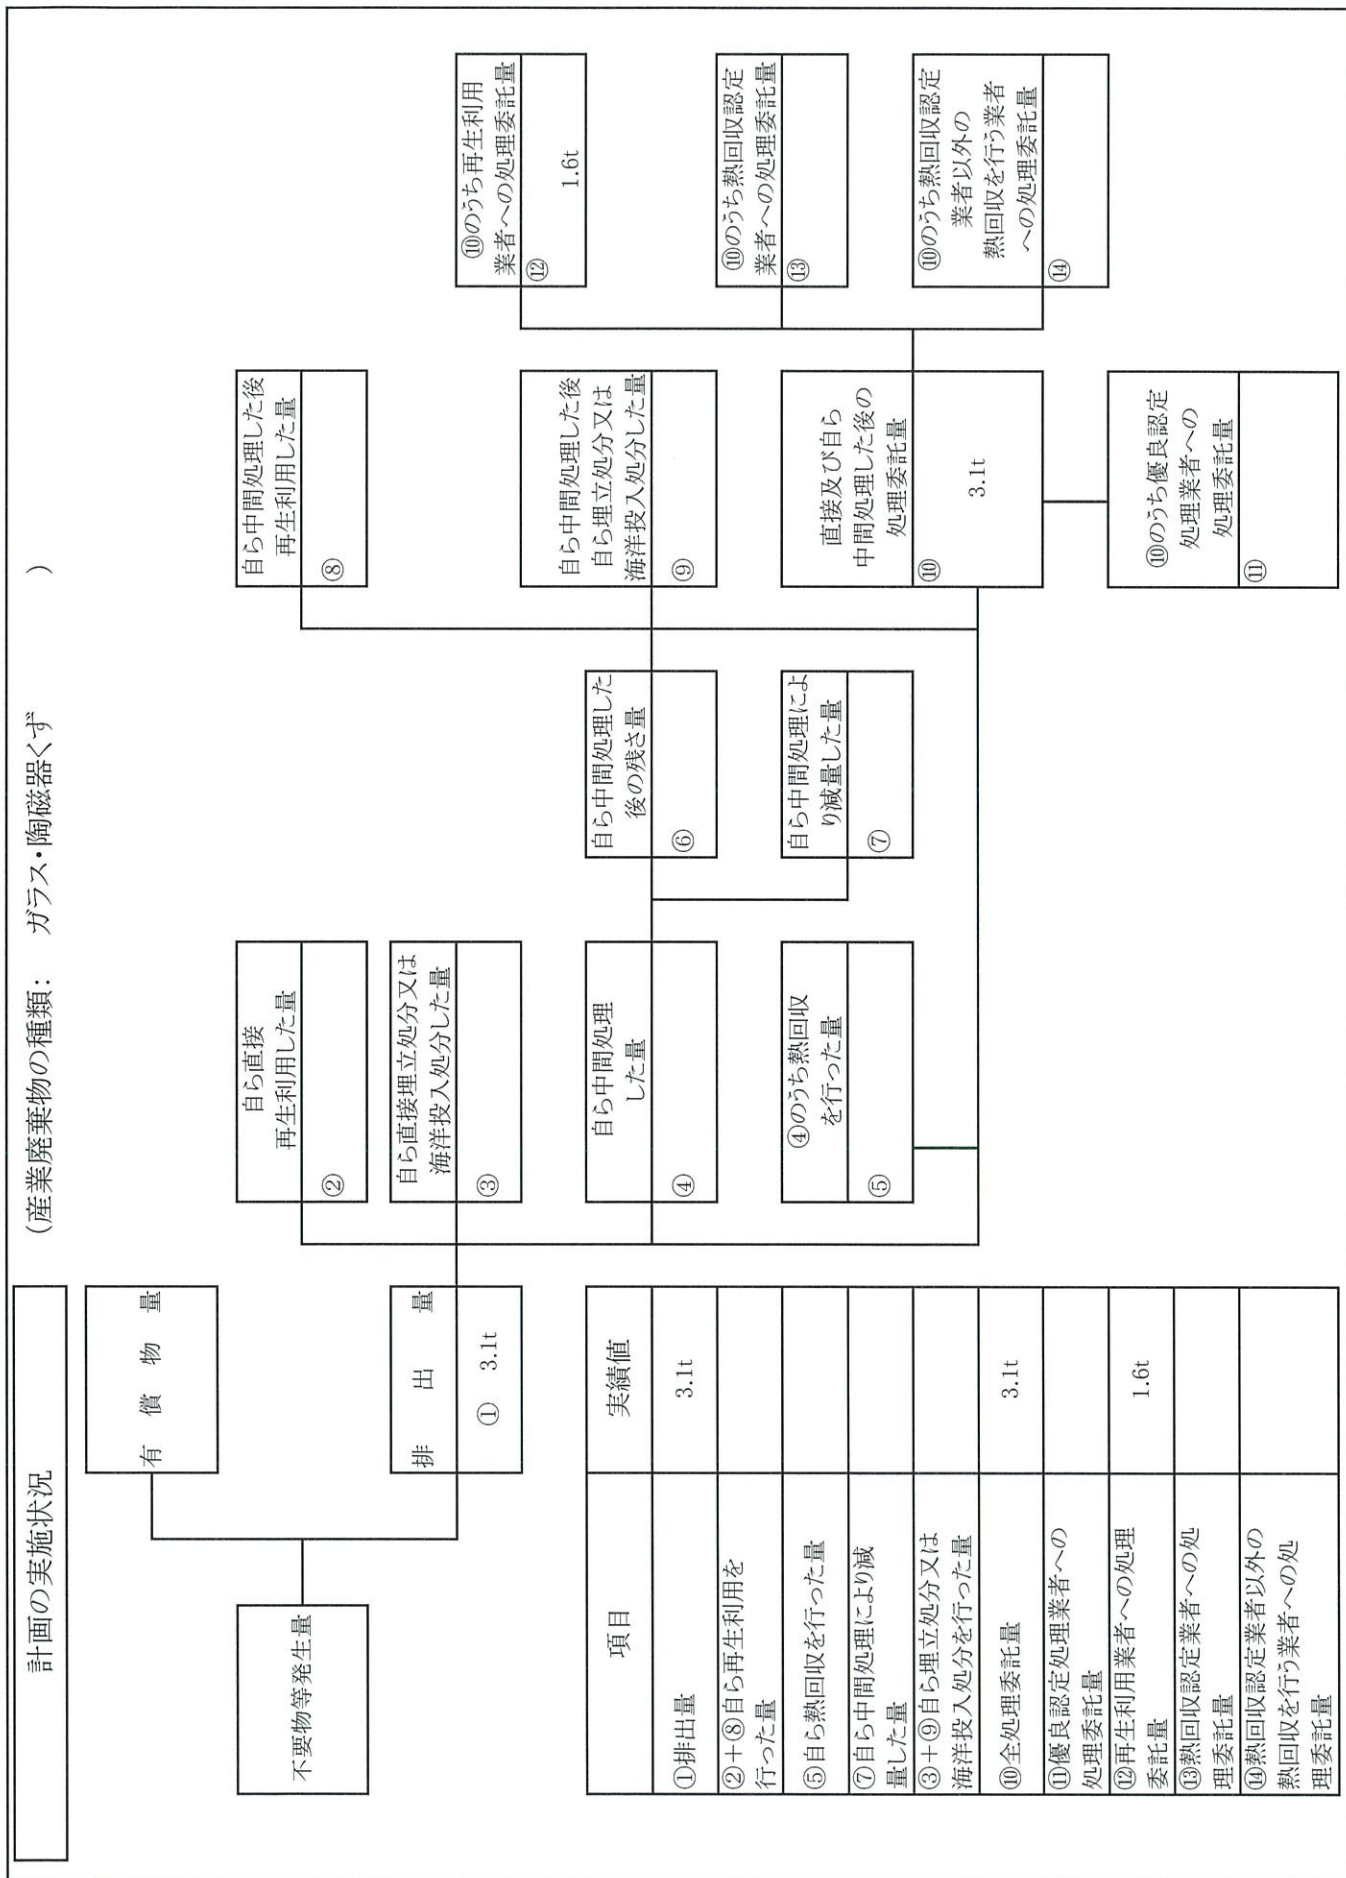 計画の実施状況
(産業廃棄物の種類： ガラス・陶磁器くず )
不要物等発生量
有償物量
排出量
① 3.1t
自ら直接
再生利用した量
②
自ら直接埋立処分又は
海洋投入処分した量
③
自ら中間処理
した量
④
④のうち熱回収
を行った量
⑤
自ら中間処理した
後の残さ量
⑥
自ら中間処理によ
り減量した量
⑦
自ら中間処理した後
再生利用した量
⑧
自ら中間処理した後
自ら埋立処分又は
海洋投入処分した量
⑨
直接及び自ら
中間処理した後の
処理委託量
⑩
3.1t
⑩のうち優良認定
処理業者への
処理委託量
⑪
⑩のうち再生利用
業者への処理委託量
⑫
1.6t
⑩のうち熱回収認定
業者への処理委託量
⑬
⑩のうち熱回収認定
業者以外の
熱回収を行う業者
への処理委託量
⑭
項目 実績値
①排出量 3.1t
②+⑧自ら再生利用を
行った量
⑤自ら熱回収を行った量
⑦自ら中間処理により減
量した量
③+⑨自ら埋立処分又は
海洋投入処分を行った量
⑩全処理委託量 3.1t
⑪優良認定処理業者への
処理委託量
⑫再生利用業者への処理
委託量 1.6t
⑬熱回収認定業者への処
理委託量
⑭熱回収認定業者以外の
熱回収を行う業者への処
理委託量